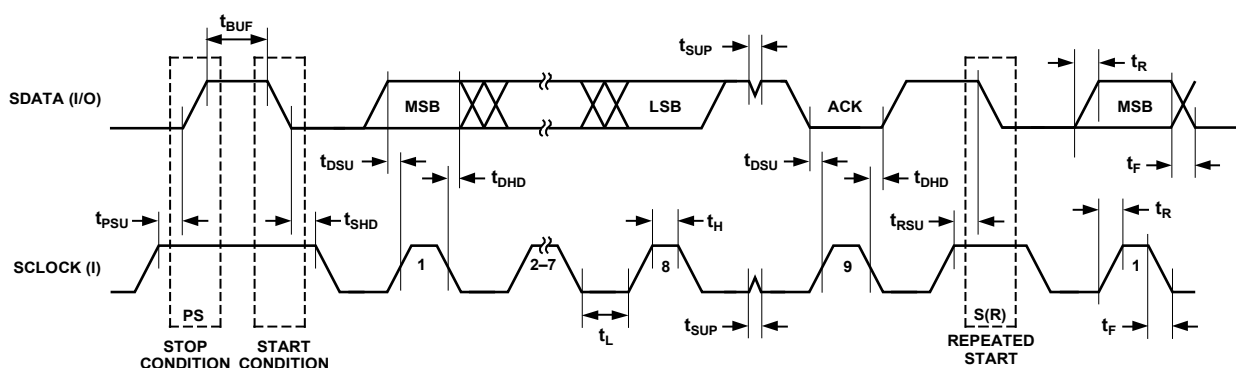 tBUF
tSUP
tR
SDATA (I/O)
MSB
LSB
ACK
MSB
tDSU
tDHD
tDSU
tDHD
tF
tPSU
tSHD
tH
tRSU
tR
SCLOCK (I)
1
2–7
8
9
1
PS
tL
tSUP
S(R)
tF
STOP
CONDITION
START
CONDITION
REPEATED
START